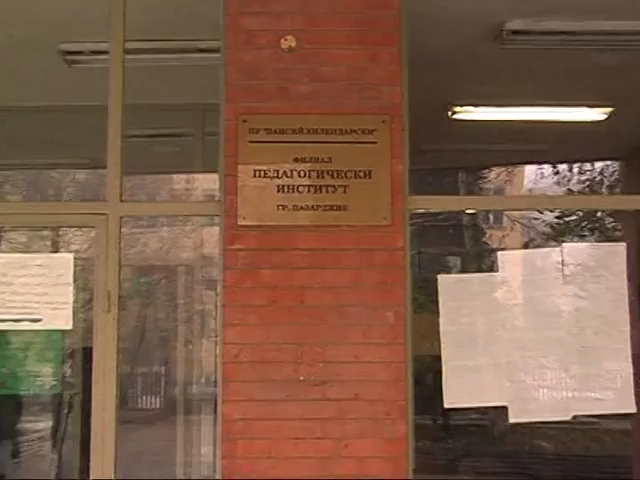 ПУ "ПАИСИЙ ХИЛЕНДАРСКИ"
ФИЛИАЛ
ПЕДАГОГИЧЕСКИ
ИНСТИТУТ
ГР. ПАЗАРДЖИК